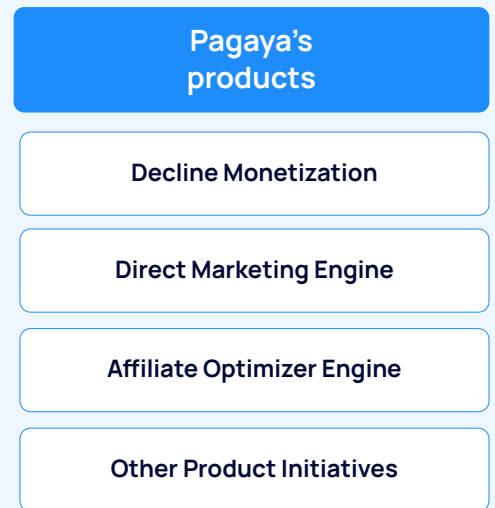 Pagaya's
products
Decline Monetization
Direct Marketing Engine
Affiliate Optimizer Engine
Other Product Initiatives